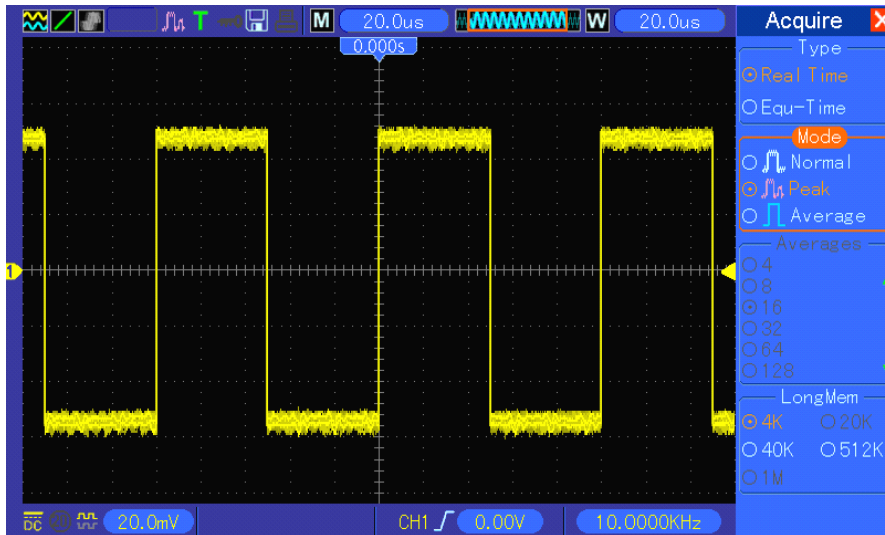 T M 20.0us W 20.0us
0.000s
1
DC 20.0mV CH1 0.00V 10.0000KHz
Acquire X
Type
Real Time
Equ-Time
Mode
Normal
Peak
Average
Averages
4
8
16
32
64
128
LongMem
4K 20K
40K 512K
1M